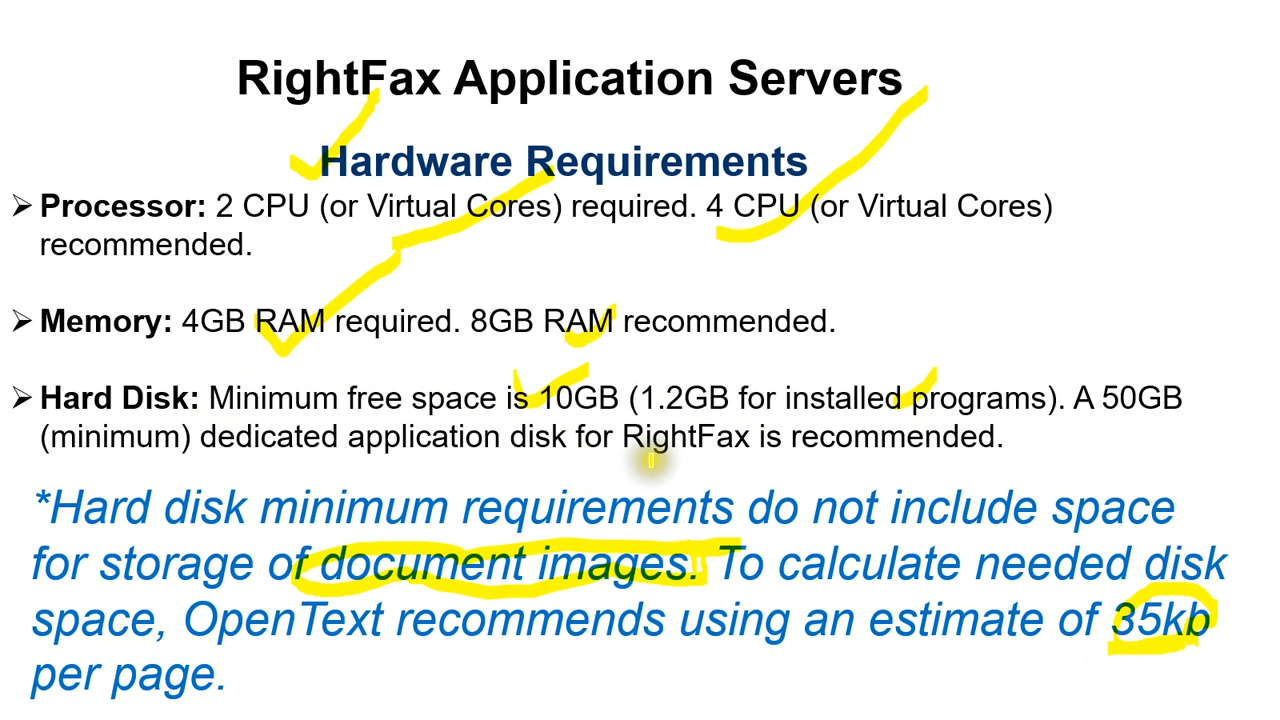 RightFax Application Servers
Hardware Requirements
➢ Processor: 2 CPU (or Virtual Cores) required. 4 CPU (or Virtual Cores)
recommended.
➢ Memory: 4GB RAM required. 8GB RAM recommended.
➢ Hard Disk: Minimum free space is 10GB (1.2GB for installed programs). A 50GB
(minimum) dedicated application disk for RightFax is recommended.
*Hard disk minimum requirements do not include space
for storage of document images. To calculate needed disk
space, OpenText recommends using an estimate of 35kb
per page.